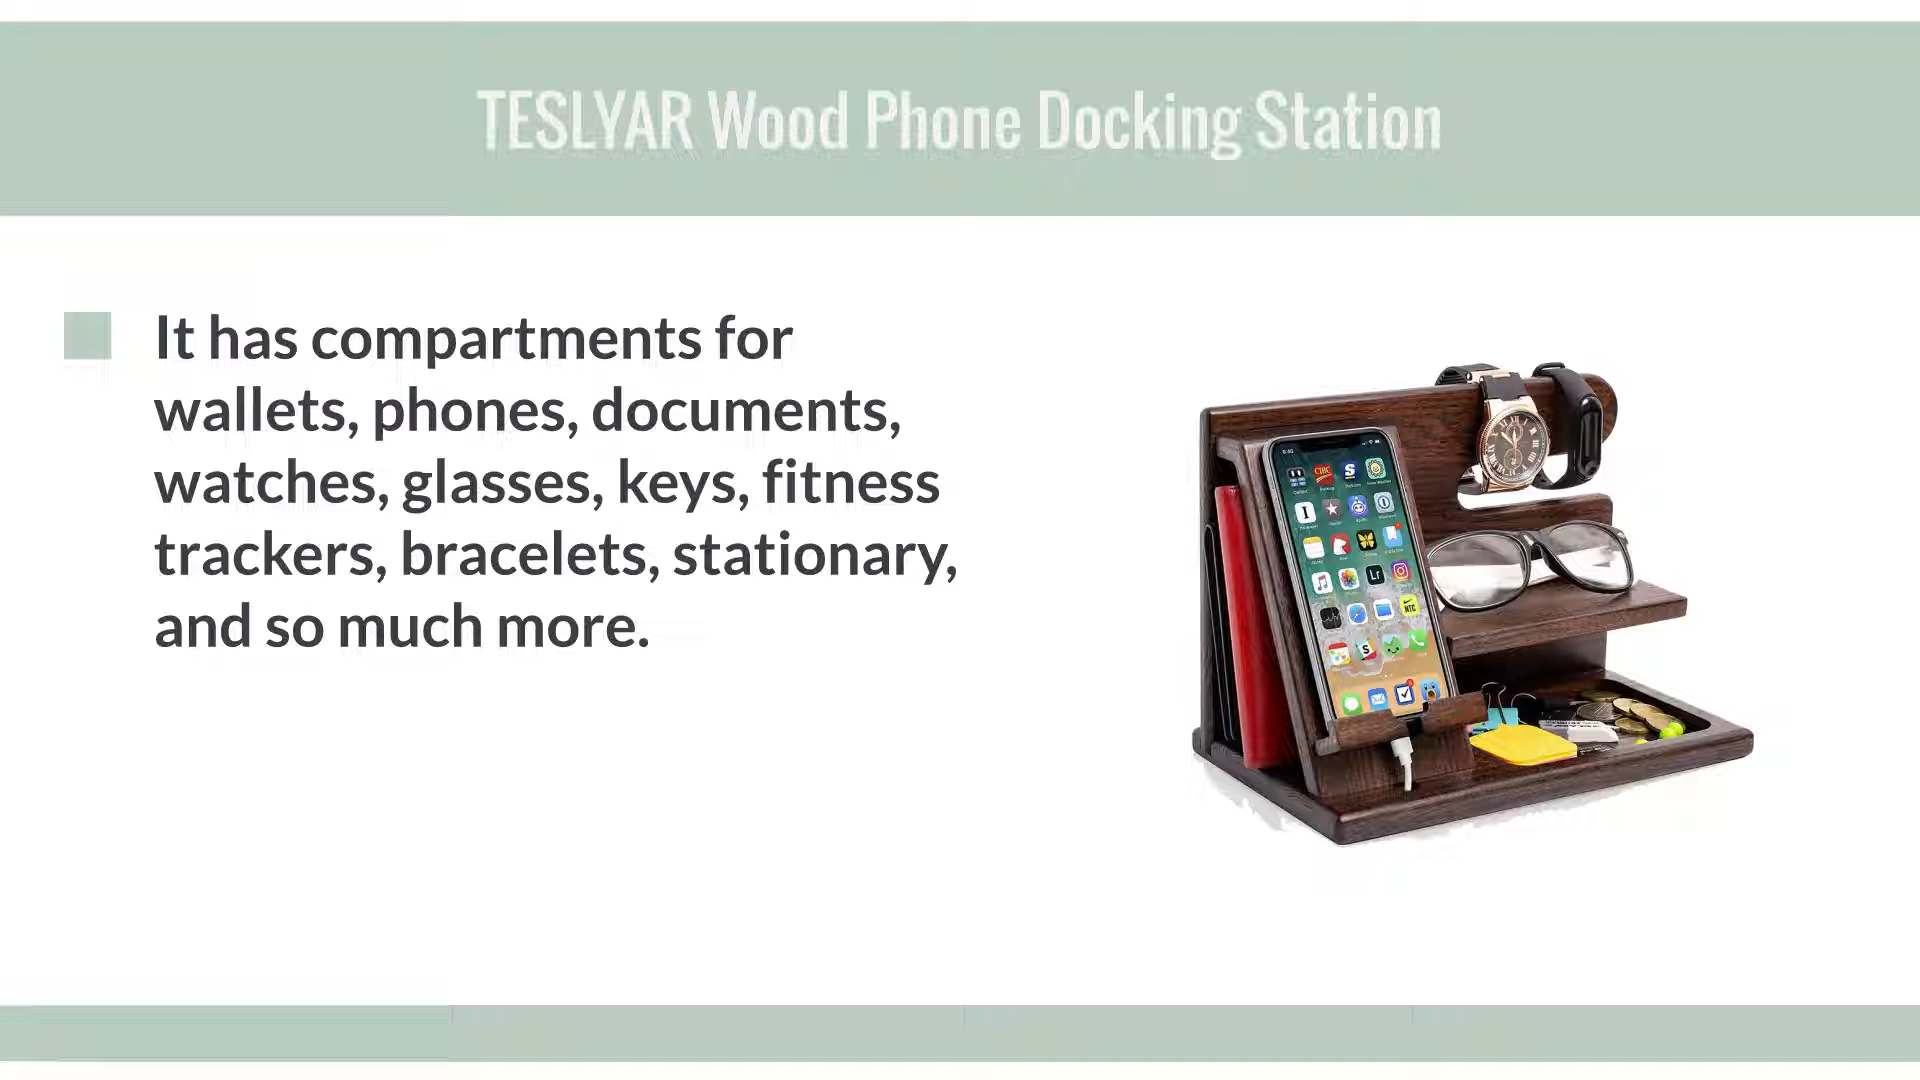 TESLYAR Wood Phone Docking Station
It has compartments for
wallets, phones, documents,
watches, glasses, keys, fitness
trackers, bracelets, stationary,
and so much more.